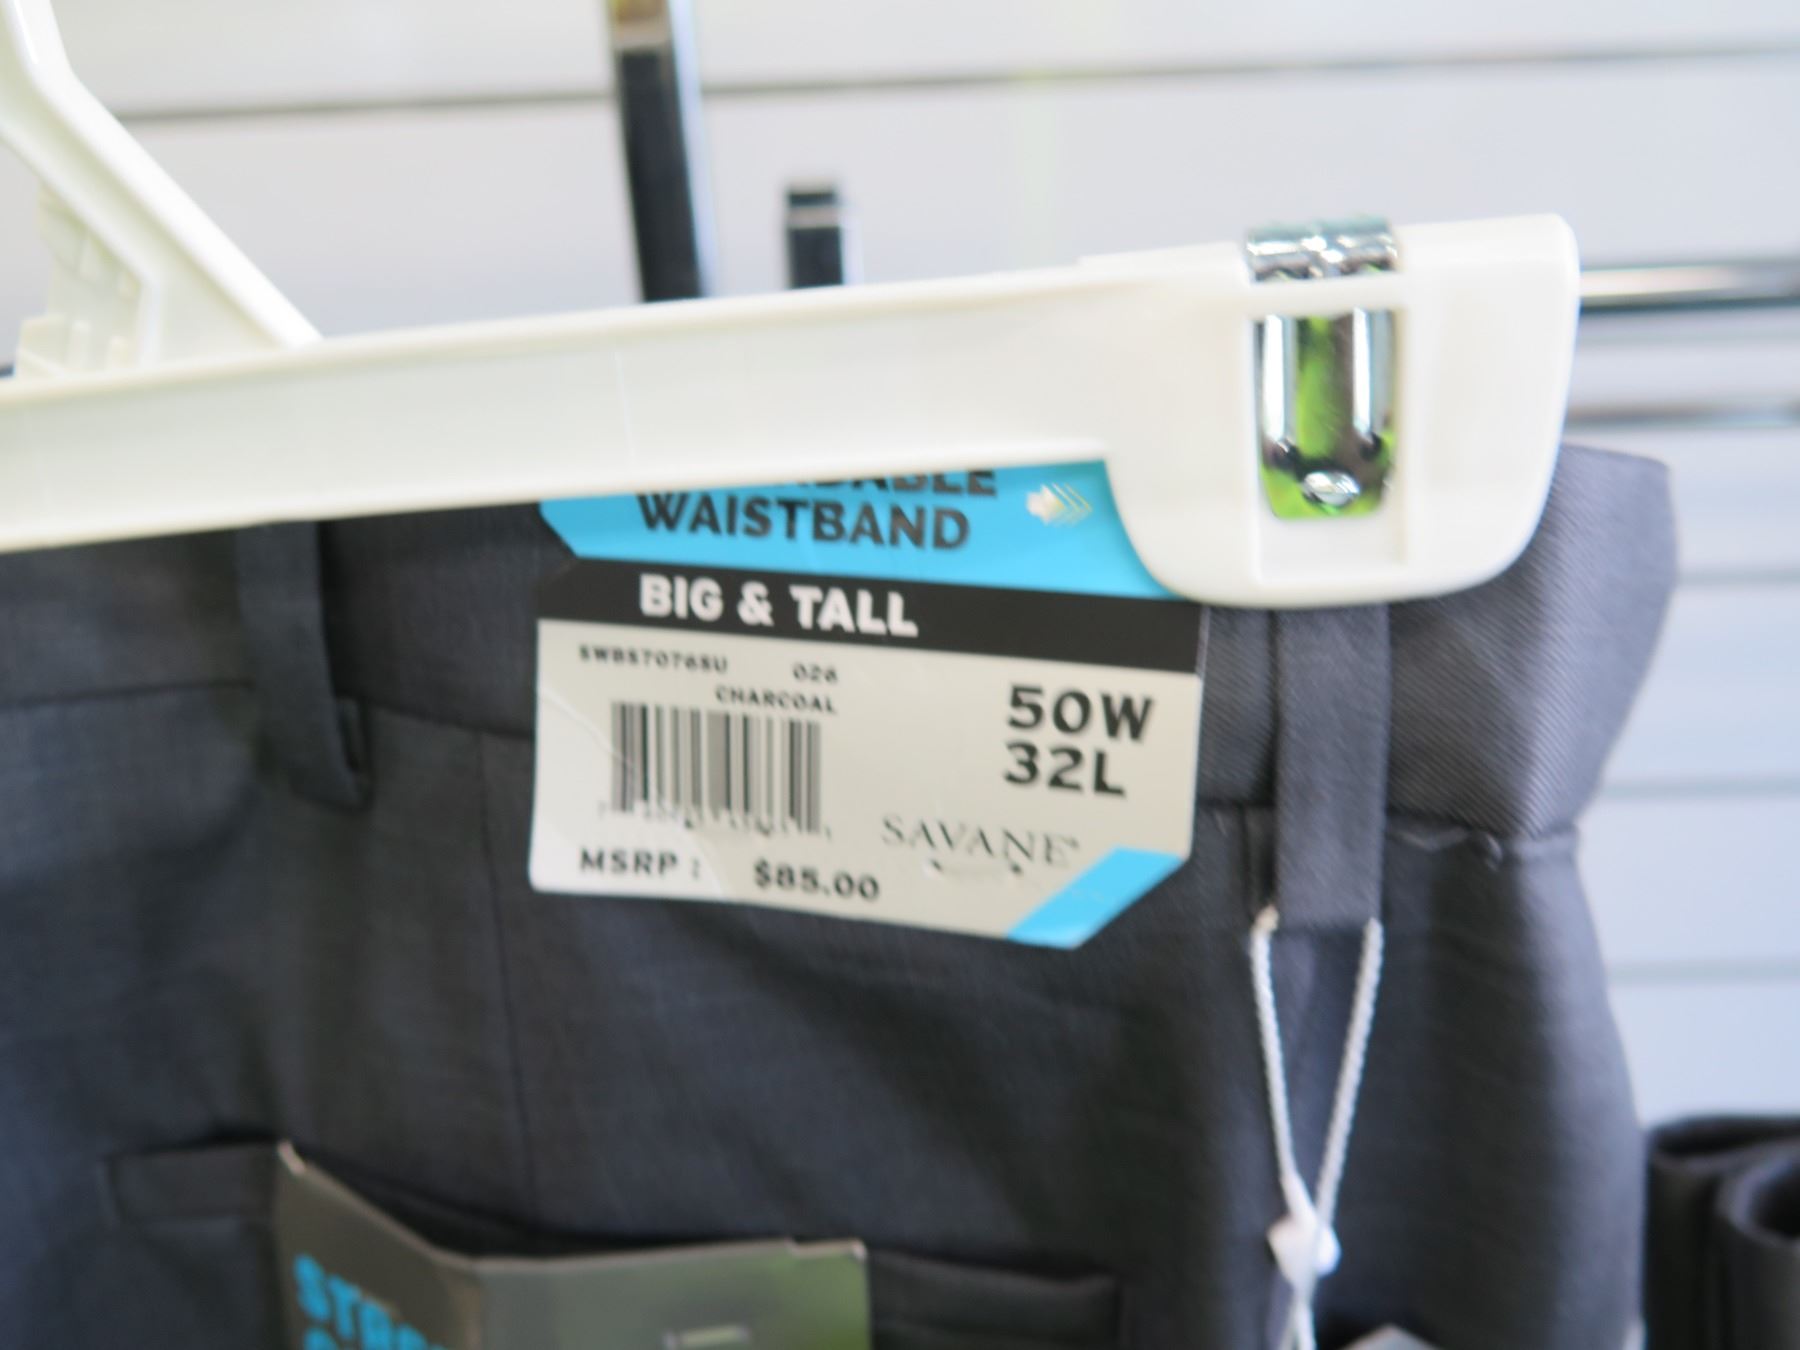 WAISTBAND
BIG & TALL
SWBS7076SU 026
CHARCOAL
50W
32L
SAVANE®
MSRP : $85.00